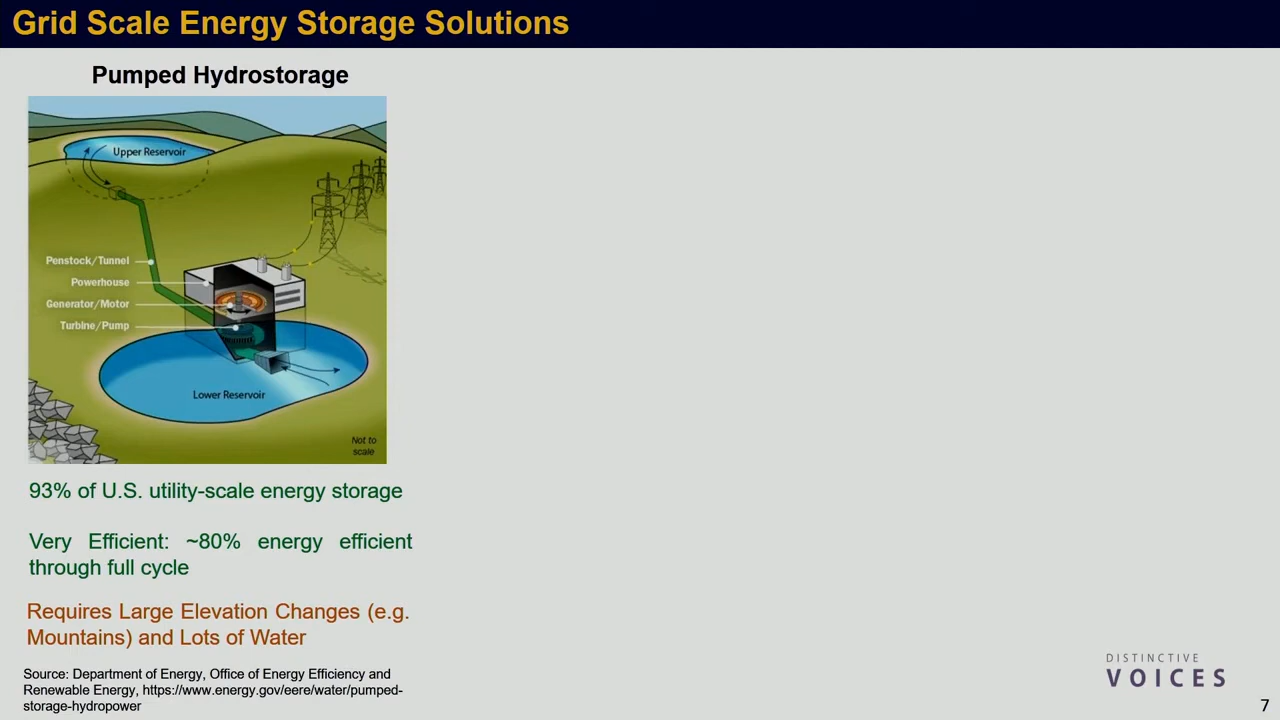 Grid Scale Energy Storage Solutions
Pumped Hydrostorage
Upper Reservoir
Penstock/Tunnel
Powerhouse
Generator/Motor
Turbine/Pump
Lower Reservoir
Not to
scale
93% of U.S. utility-scale energy storage
Very Efficient: ~80% energy efficient
through full cycle
Requires Large Elevation Changes (e.g.
Mountains) and Lots of Water
Source: Department of Energy, Office of Energy Efficiency and
Renewable Energy, https://www.energy.gov/eere/water/pumped-
storage-hydropower
DISTINCTIVE
VOICES
7